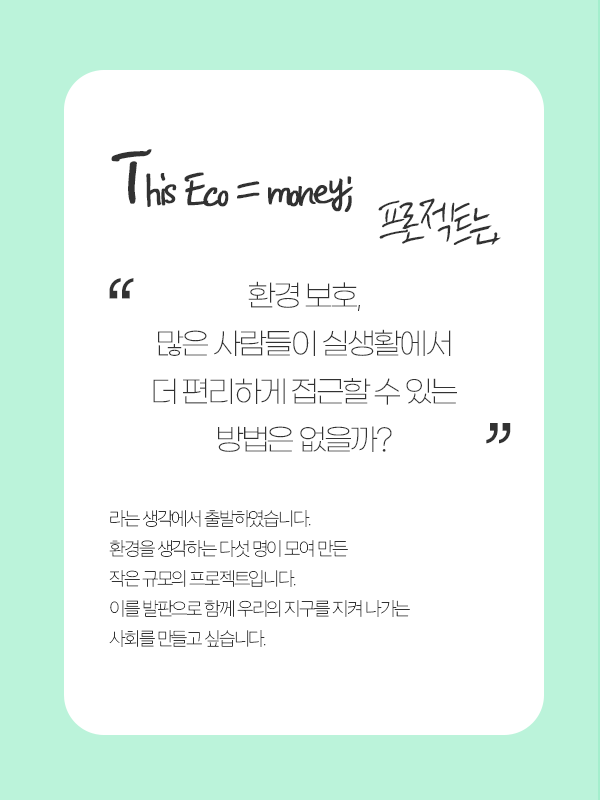 This Eco = money;
프로젝트는,
“
환경 보호,
많은 사람들이 실생활에서
더 편리하게 접근할 수 있는
방법은 없을까?
”
라는 생각에서 출발하였습니다.
환경을 생각하는 다섯 명이 모여 만든
작은 규모의 프로젝트입니다.
이를 발판으로 함께 우리의 지구를 지켜 나가는
사회를 만들고 싶습니다.